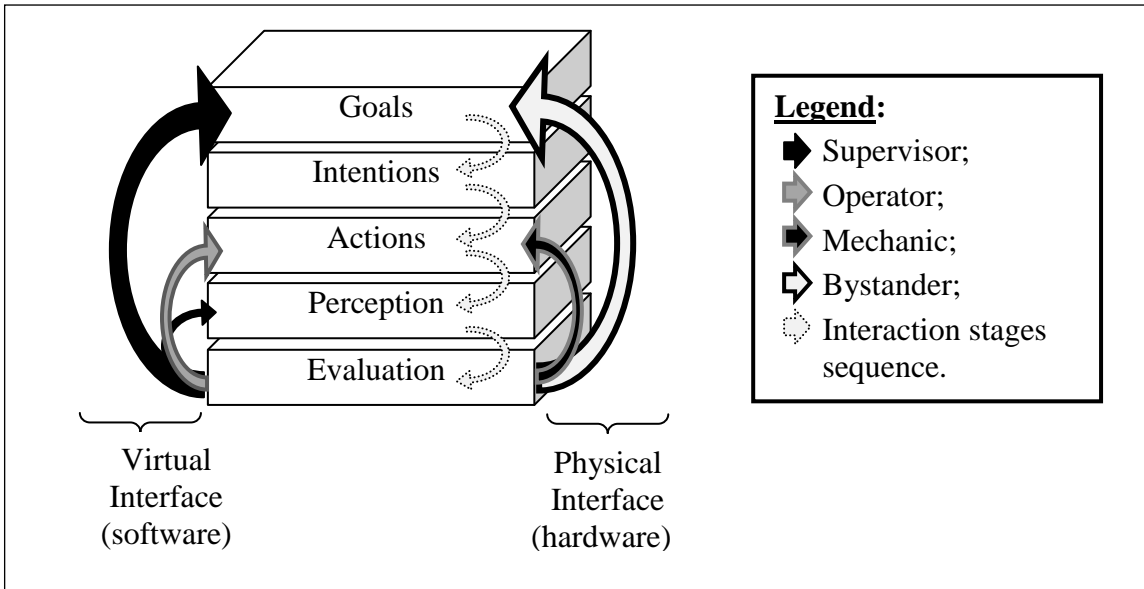 Goals
Intentions
Actions
Perception
Evaluation
Virtual
Interface
(software)
Physical
Interface
(hardware)
Legend:
Supervisor;
Operator;
Mechanic;
Bystander;
Interaction stages
sequence.